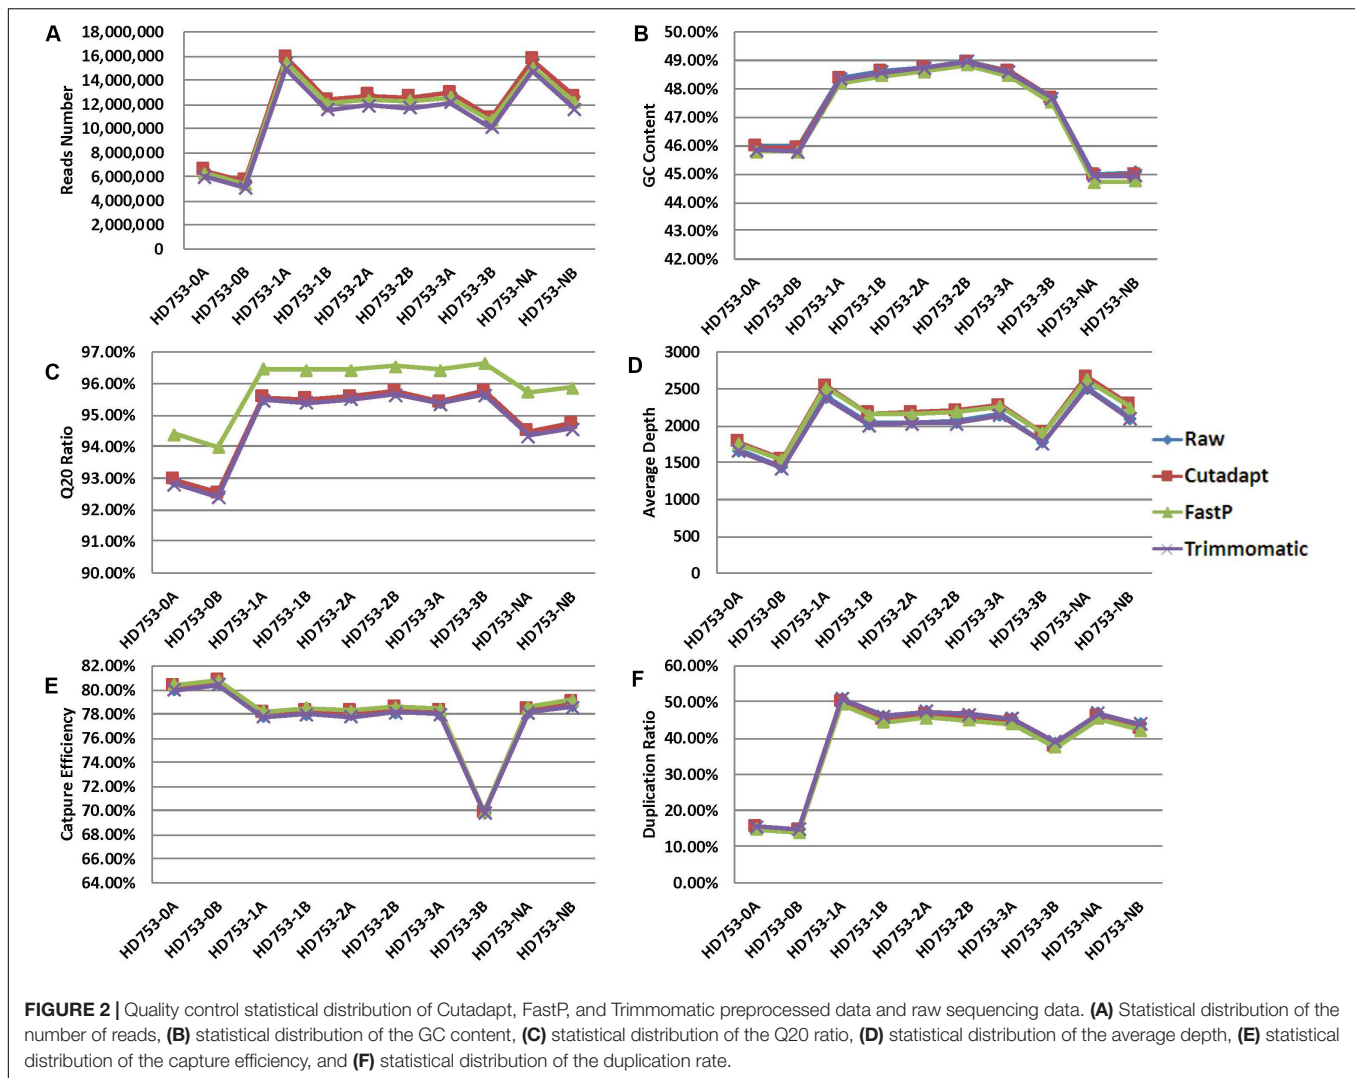 A
18,000,000
16,000,000
14,000,000
12,000,000
10,000,000
8,000,000
6,000,000
4,000,000
2,000,000
0
Reads Number
HD753-0A
HD753-0B
HD753-1A
HD753-1B
HD753-2A
HD753-2B
HD753-3A
HD753-3B
HD753-NA
HD753-NB
B
50.00%
49.00%
48.00%
47.00%
46.00%
45.00%
44.00%
43.00%
42.00%
GC Content
HD753-0A
HD753-0B
HD753-1A
HD753-1B
HD753-2A
HD753-2B
HD753-3A
HD753-3B
HD753-NA
HD753-NB
C
97.00%
96.00%
95.00%
94.00%
93.00%
92.00%
91.00%
90.00%
Q20 Ratio
HD753-0A
HD753-0B
HD753-1A
HD753-1B
HD753-2A
HD753-2B
HD753-3A
HD753-3B
HD753-NA
HD753-NB
D
3000
2500
2000
1500
1000
500
0
Average Depth
HD753-0A
HD753-0B
HD753-1A
HD753-1B
HD753-2A
HD753-2B
HD753-3A
HD753-3B
HD753-NA
HD753-NB
Raw
Cutadapt
FastP
Trimmomatic
E
82.00%
80.00%
78.00%
76.00%
74.00%
72.00%
70.00%
68.00%
66.00%
64.00%
Catpure Efficiency
HD753-0A
HD753-0B
HD753-1A
HD753-1B
HD753-2A
HD753-2B
HD753-3A
HD753-3B
HD753-NA
HD753-NB
F
60.00%
50.00%
40.00%
30.00%
20.00%
10.00%
0.00%
Duplication Ratio
HD753-0A
HD753-0B
HD753-1A
HD753-1B
HD753-2A
HD753-2B
HD753-3A
HD753-3B
HD753-NA
HD753-NB
FIGURE 2 | Quality control statistical distribution of Cutadapt, FastP, and Trimmomatic preprocessed data and raw sequencing data. (A) Statistical distribution of the
number of reads, (B) statistical distribution of the GC content, (C) statistical distribution of the Q20 ratio, (D) statistical distribution of the average depth, (E) statistical
distribution of the capture efficiency, and (F) statistical distribution of the duplication rate.